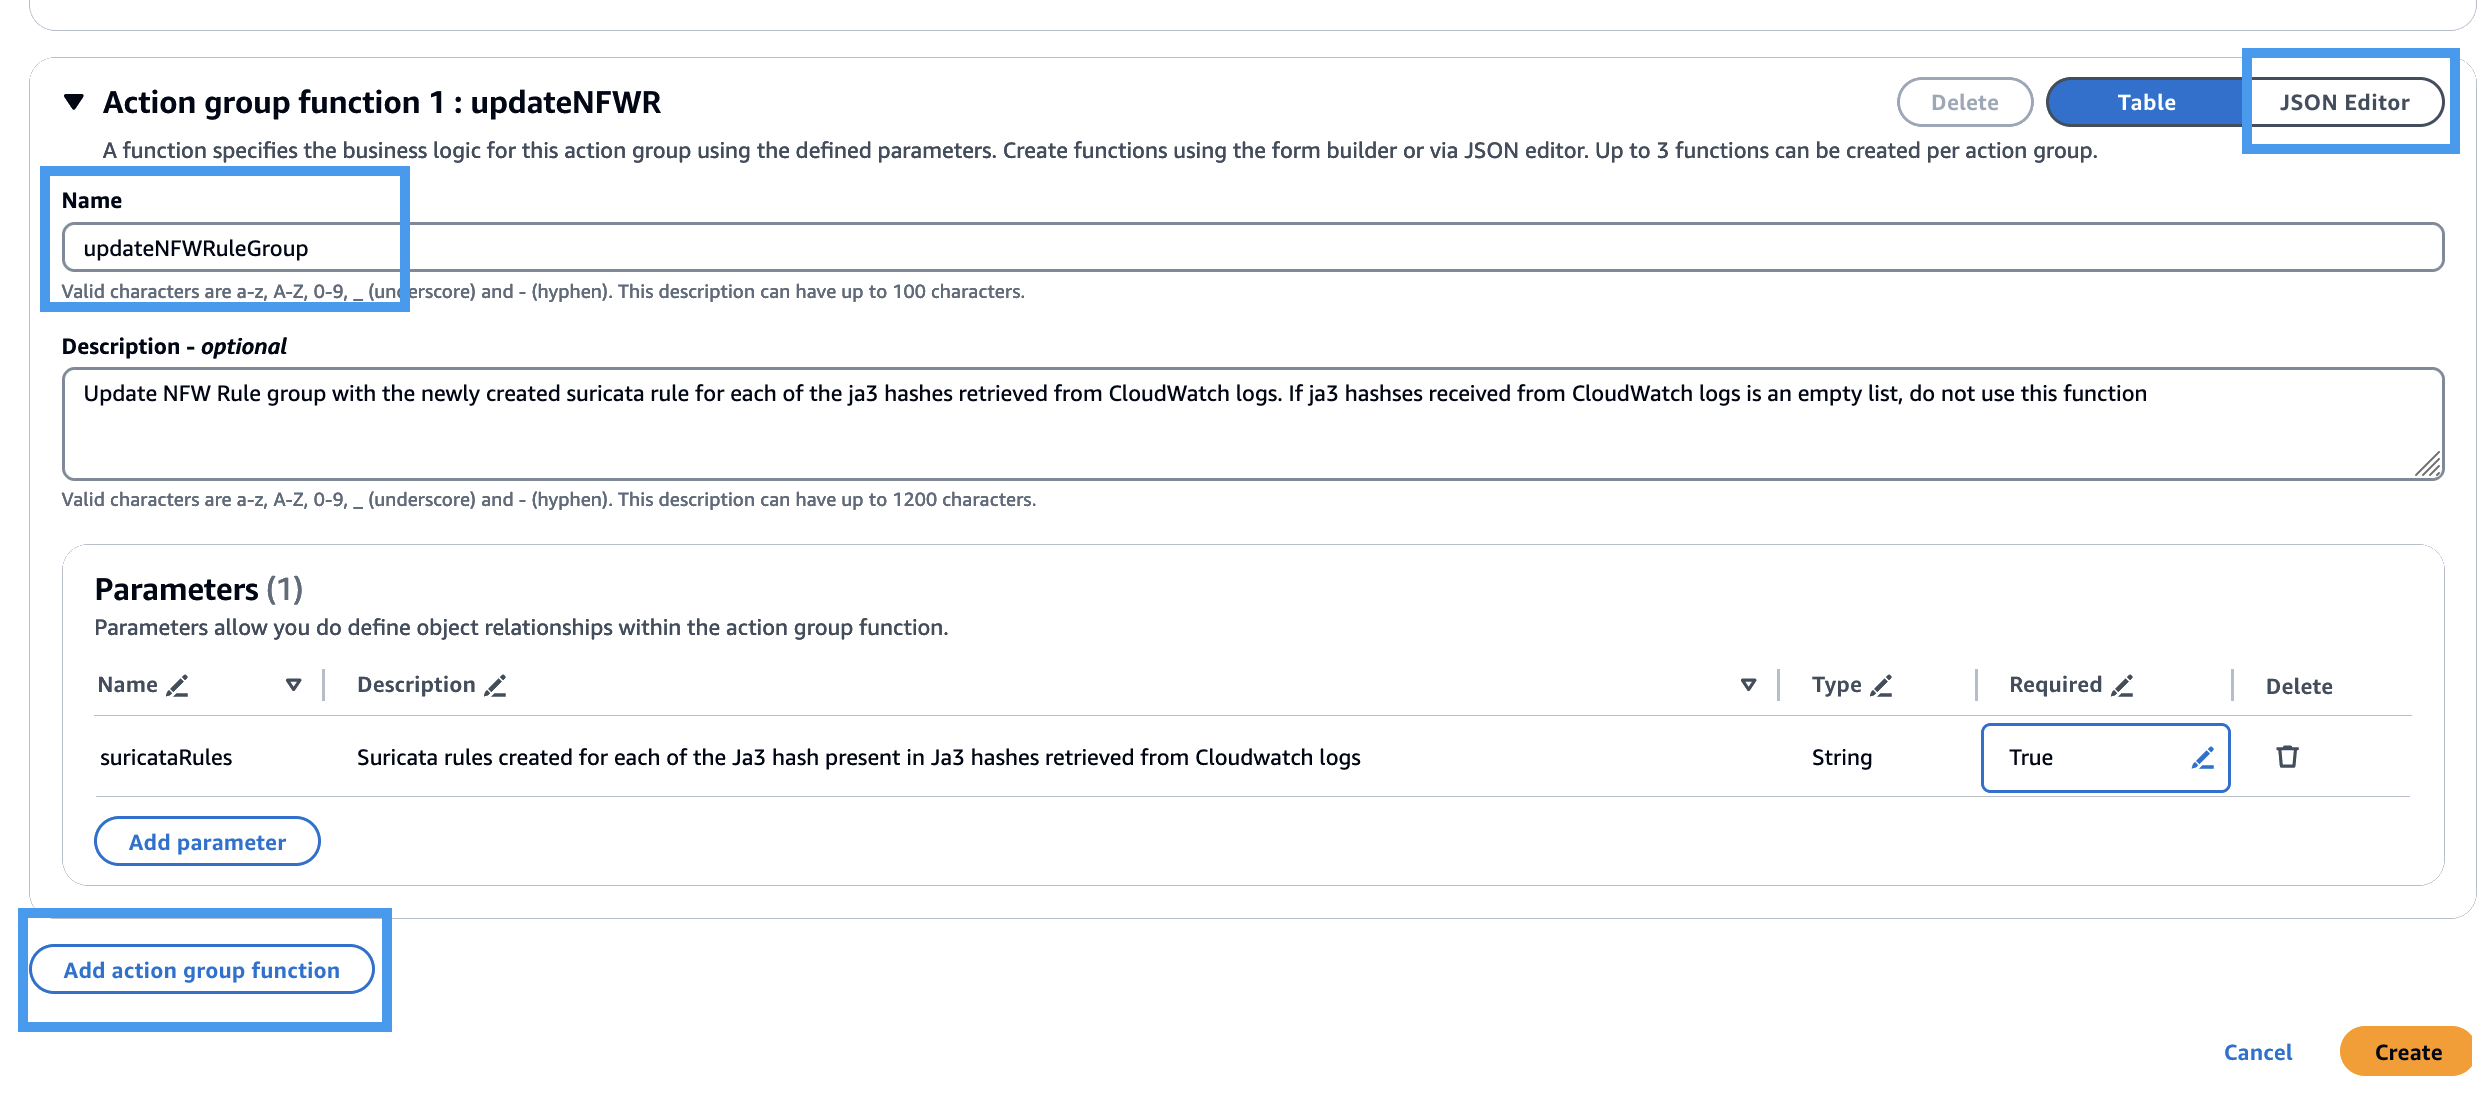 Action group function 1 : updateNFWR
Delete
Table
JSON Editor
A function specifies the business logic for this action group using the defined parameters. Create functions using the form builder or via JSON editor. Up to 3 functions can be created per action group.
Name
updateNFWRuleGroup
Valid characters are a-z, A-Z, 0-9, _ (underscore) and - (hyphen). This description can have up to 100 characters.
Description - optional
Update NFW Rule group with the newly created suricata rule for each of the ja3 hashes retrieved from CloudWatch logs. If ja3 hashses received from CloudWatch logs is an empty list, do not use this function
Valid characters are a-z, A-Z, 0-9, _ (underscore) and - (hyphen). This description can have up to 1200 characters.
Parameters (1)
Parameters allow you do define object relationships within the action group function.
Name Description Type Required Delete
suricataRules Suricata rules created for each of the Ja3 hash present in Ja3 hashes retrieved from Cloudwatch logs String True
Add parameter
Add action group function
Cancel Create